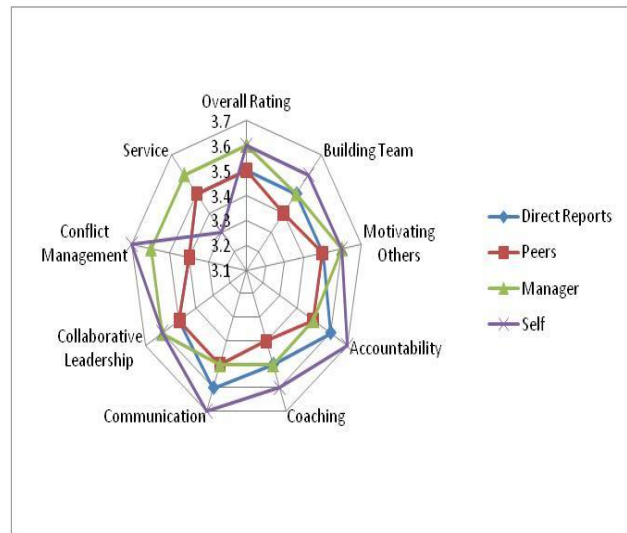 Overall Rating
3.7
3.6
3.5
3.4
3.3
3.2
3.1
Service
Building Team
Conflict
Management
Motivating
Others
Collaborative
Leadership
Accountability
Communication
Coaching
Direct Reports
Peers
Manager
Self